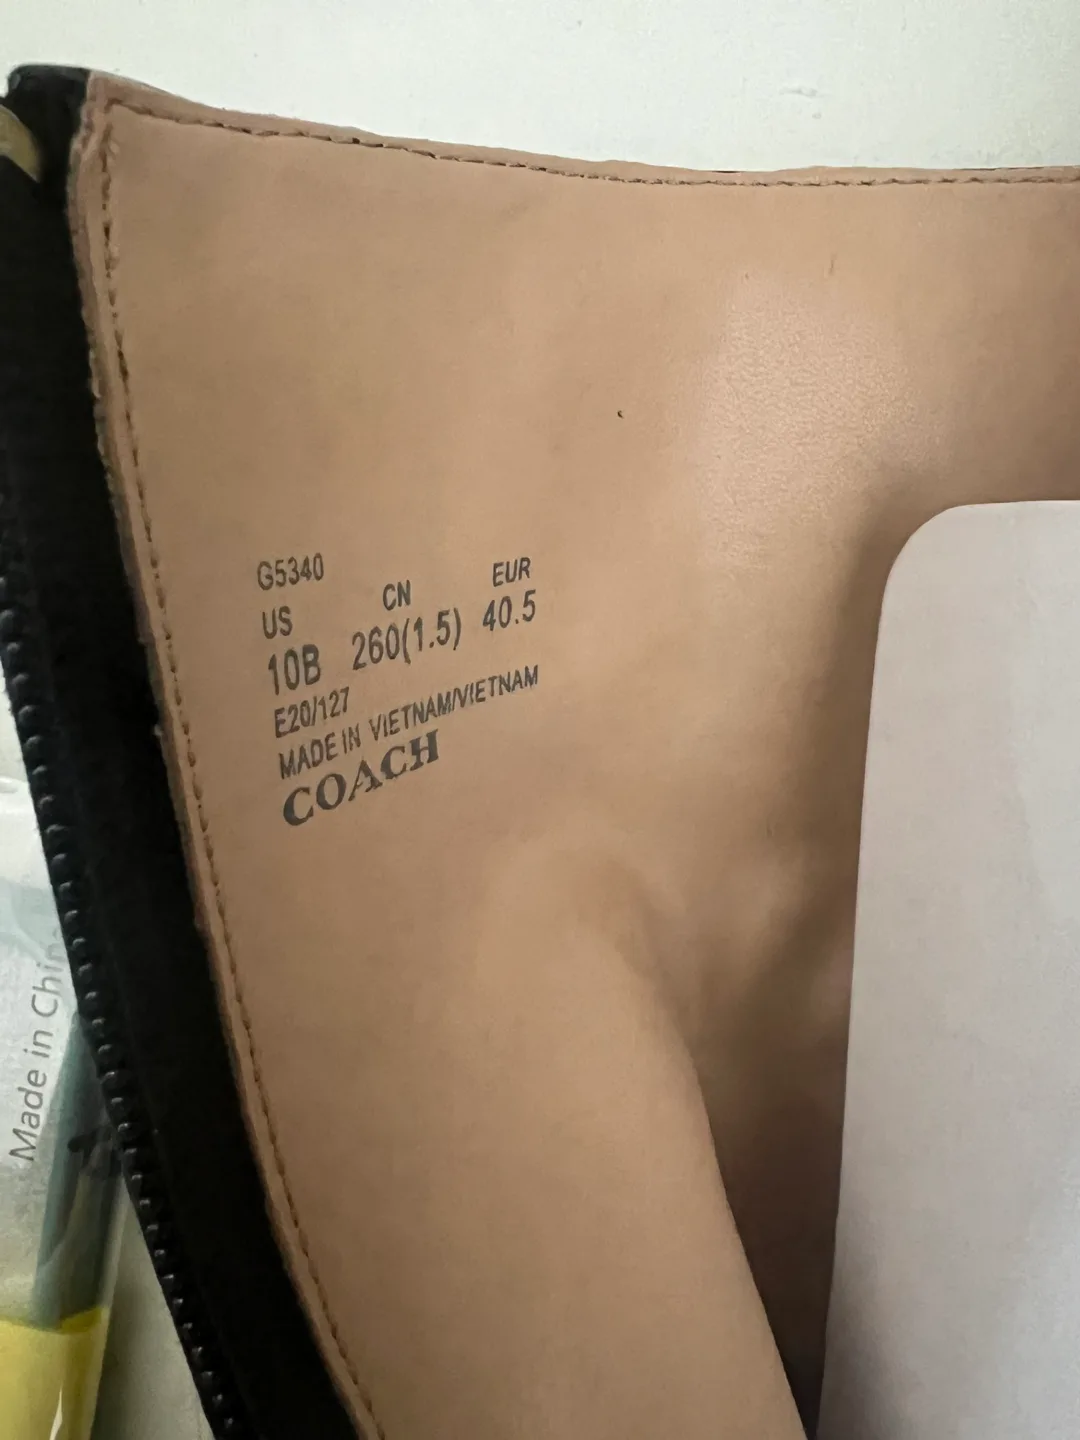 G5340
US CN EUR
10B 260(1.5) 40.5
E20/127
MADE IN VIETNAM/VIETNAM
COACH
Made in